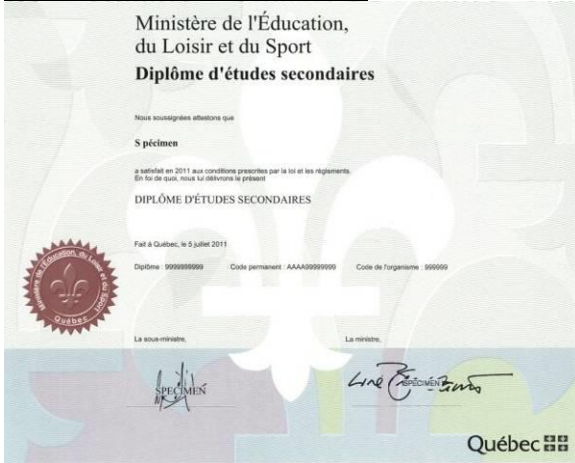 Ministère de l'Éducation,
du Loisir et du Sport
Diplôme d'études secondaires
Nous soussignées attestons que
S pécimen
a satisfait en 2011 aux conditions prescrites par la loi et les règlements.
En foi de quoi, nous lui délivrons le présent
DIPLÔME D'ÉTUDES SECONDAIRES
Fait à Québec, le 5 juillet 2011
Diplôme : 9999999999 Code permanent : AAAA99999999 Code de l'organisme : 999999
Ministère de l'Éducation, du Loisir et du Sport
Québec
La sous-ministre, La ministre,
SPECIMEN
Line SPÉCIMEN
Québec